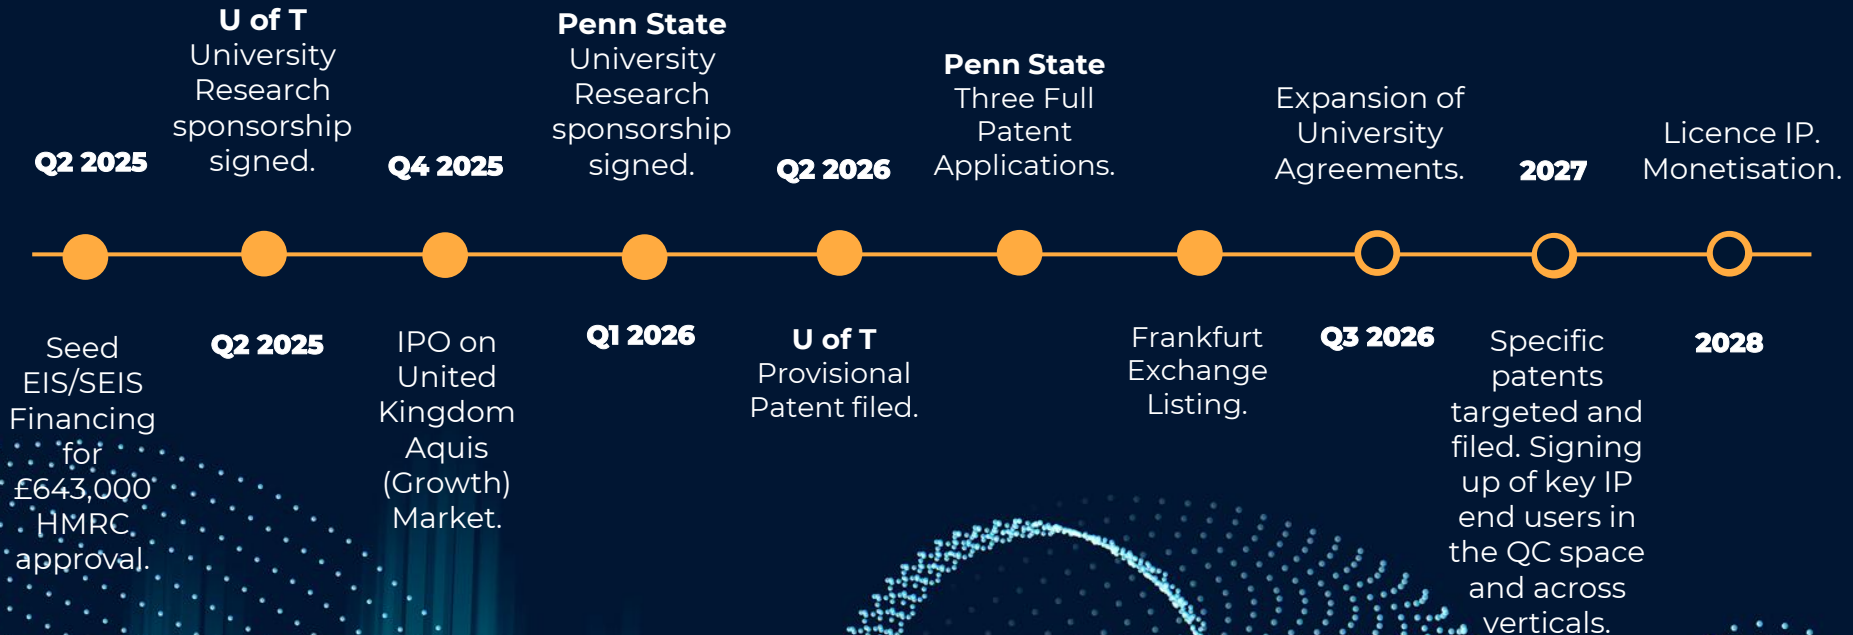 Q2 2025
Seed
EIS/SEIS
Financing
for
£643,000
HMRC
approval.
U of T
University
Research
sponsorship
signed.
Q2 2025
Q4 2025
IPO on
United
Kingdom
Aquis
(Growth)
Market.
Penn State
University
Research
sponsorship
signed.
Q1 2026
Q2 2026
U of T
Provisional
Patent filed.
Penn State
Three Full
Patent
Applications.
Frankfurt
Exchange
Listing.
Expansion of
University
Agreements.
Q3 2026
2027
Specific
patents
targeted and
filed. Signing
up of key IP
end users in
the QC space
and across
verticals.
Licence IP.
Monetisation.
2028